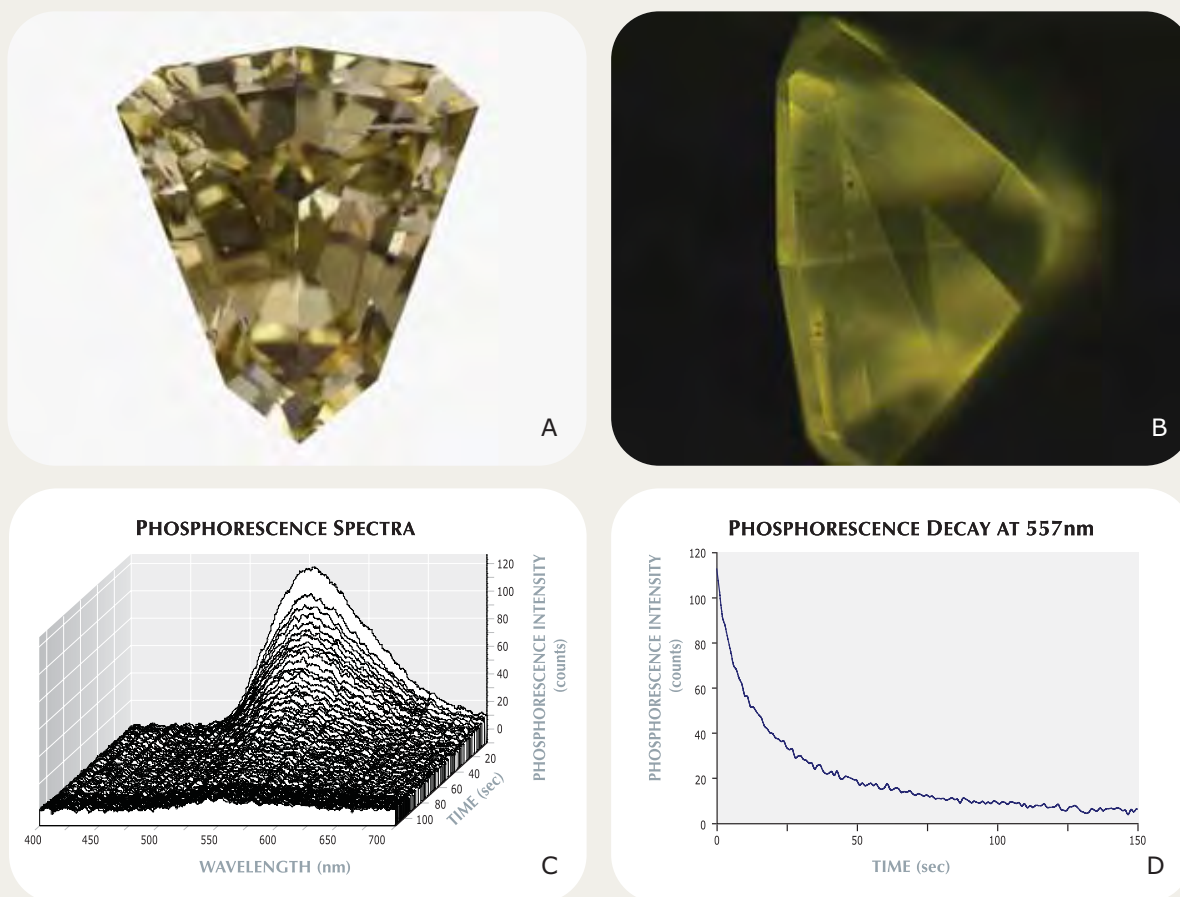 A
B
PHOSPHORESCENCE SPECTRA
120
100
80
60
40
20
0
PHOSPHORESCENCE INTENSITY
(counts)
20
40
60
80
100
TIME (sec)
400 450 500 550 600 650 700
WAVELENGTH (nm)
C
PHOSPHORESCENCE DECAY AT 557nm
PHOSPHORESCENCE INTENSITY
(counts)
120
100
80
60
40
20
0
0 50 100 150
TIME (sec)
D